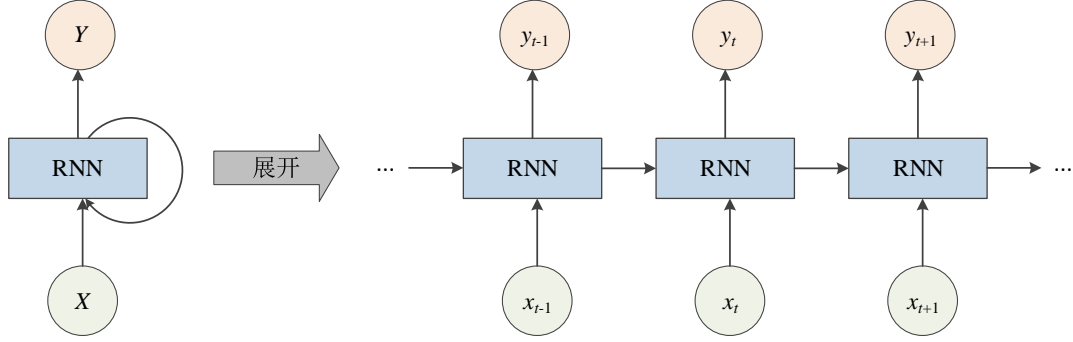 Y
y_{t-1}
y_t
y_{t+1}
RNN
展开
...
RNN
RNN
RNN
...
X
x_{t-1}
x_t
x_{t+1}